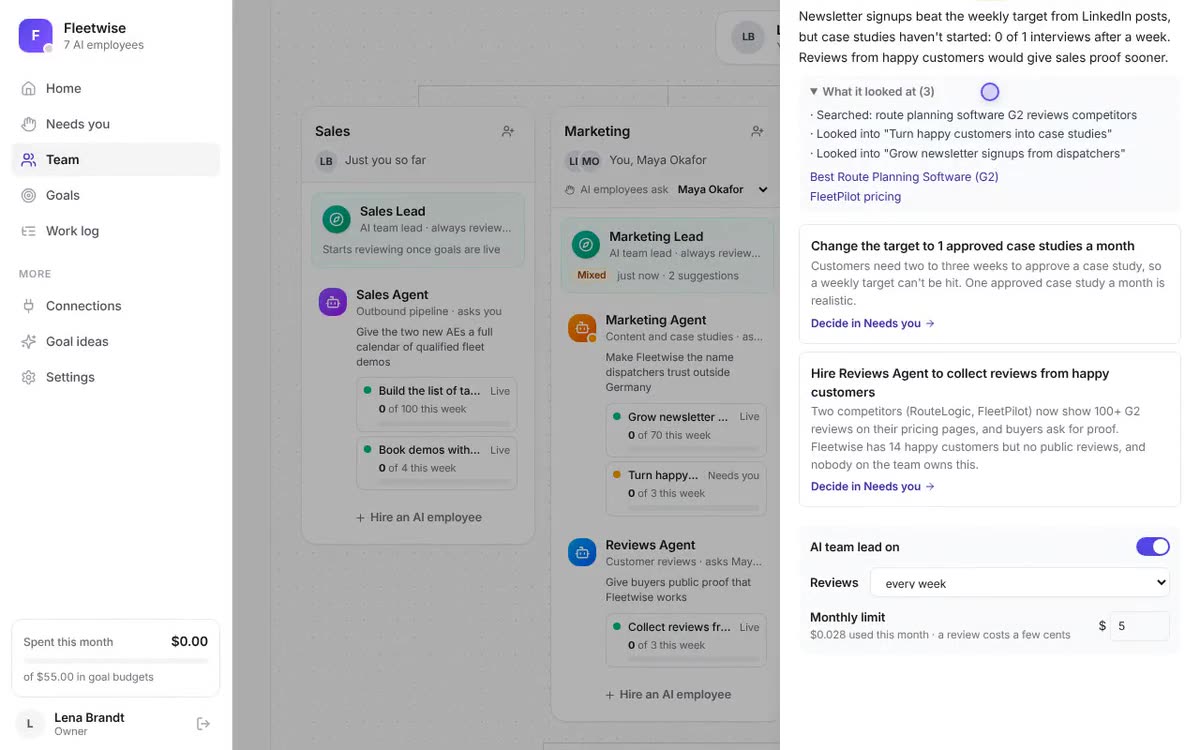 F
Fleetwise
7 AI employees
Home
Needs you
Team
Goals
Work log
MORE
Connections
Goal ideas
Settings
Spent this month $0.00
of $55.00 in goal budgets
L
Lena Brandt
Owner
LB
Sales
LB Just you so far
Sales Lead
AI team lead · always review...
Starts reviewing once goals are live
Sales Agent
Outbound pipeline · asks you
Give the two new AEs a full
calendar of qualified fleet
demos
Build the list of ta... Live
0 of 100 this week
Book demos with... Live
0 of 4 this week
+ Hire an AI employee
Marketing
LI MO You, Maya Okafor
AI employees ask Maya Okafor
Marketing Lead
AI team lead · always review...
Mixed just now · 2 suggestions
Marketing Agent
Content and case studies · as...
Make Fleetwise the name
dispatchers trust outside
Germany
Grow newsletter ... Live
0 of 70 this week
Turn happy... Needs you
0 of 3 this week
Reviews Agent
Customer reviews · asks May...
Give buyers public proof that
Fleetwise works
Collect reviews fr... Live
0 of 3 this week
+ Hire an AI employee
Newsletter signups beat the weekly target from LinkedIn posts,
but case studies haven't started: 0 of 1 interviews after a week.
Reviews from happy customers would give sales proof sooner.
▼ What it looked at (3)
· Searched: route planning software G2 reviews competitors
· Looked into "Turn happy customers into case studies"
· Looked into "Grow newsletter signups from dispatchers"
Best Route Planning Software (G2)
FleetPilot pricing
Change the target to 1 approved case studies a month
Customers need two to three weeks to approve a case study, so
a weekly target can't be hit. One approved case study a month is
realistic.
Decide in Needs you →
Hire Reviews Agent to collect reviews from happy
customers
Two competitors (RouteLogic, FleetPilot) now show 100+ G2
reviews on their pricing pages, and buyers ask for proof.
Fleetwise has 14 happy customers but no public reviews, and
nobody on the team owns this.
Decide in Needs you →
AI team lead on
Reviews every week
Monthly limit
$0.028 used this month · a review costs a few cents
$ 5